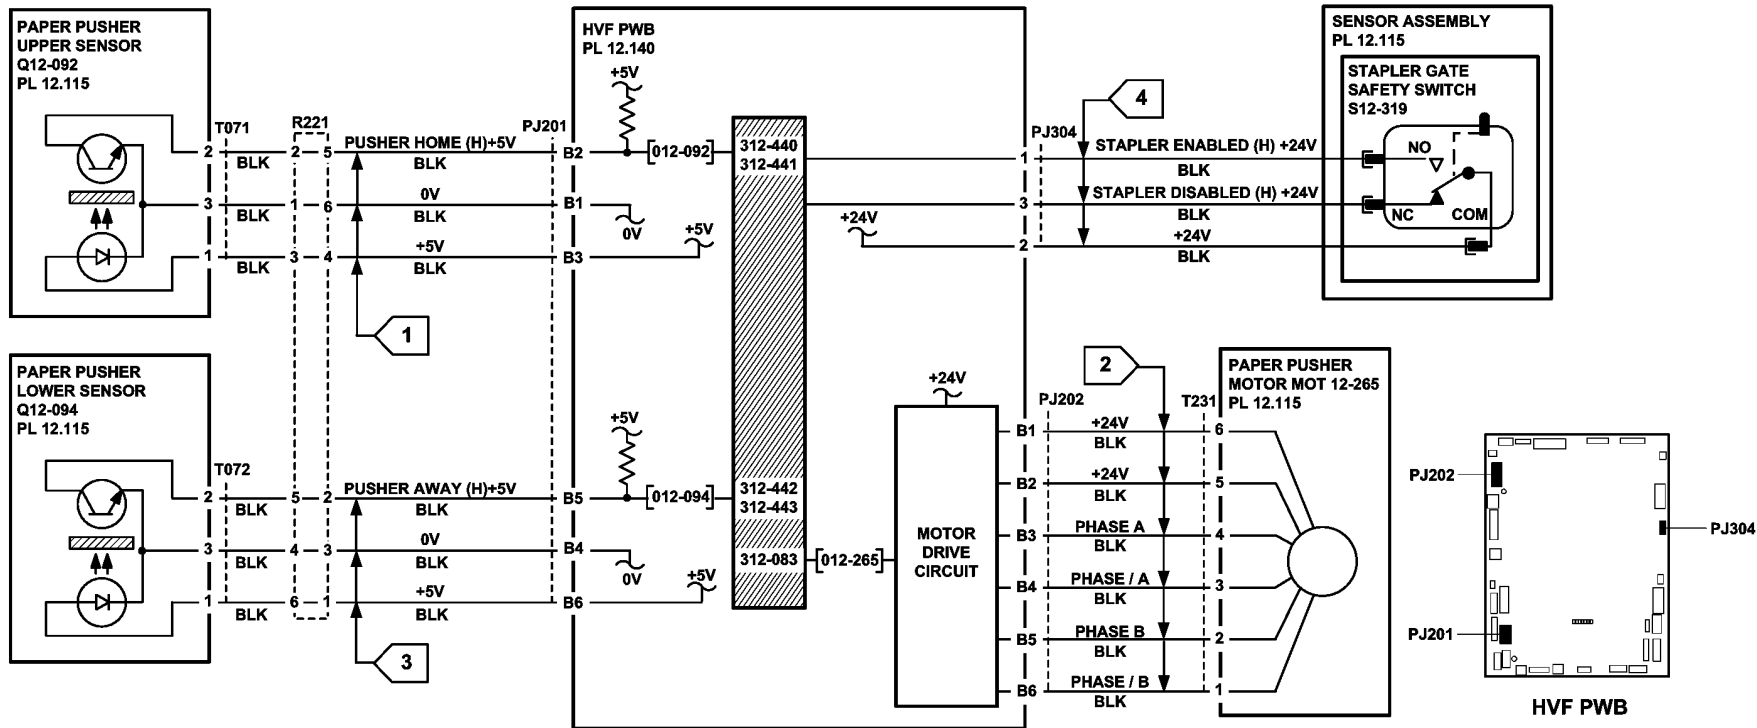 PAPER PUSHER
UPPER SENSOR
Q12-092
PL 12.115
T071
R221
PJ201
2
BLK
2
5
PUSHER HOME (H)+5V
BLK
B2
3
BLK
1
6
0V
BLK
B1
1
BLK
3
4
+5V
BLK
B3
1
HVF PWB
PL 12.140
+5V
[012-092]
0V
+5V
312-440
312-441
+24V
PJ304
4
1
STAPLER ENABLED (H) +24V
BLK
3
STAPLER DISABLED (H) +24V
BLK
2
+24V
BLK
SENSOR ASSEMBLY
PL 12.115
STAPLER GATE
SAFETY SWITCH
S12-319
NO
NC
COM
PAPER PUSHER
LOWER SENSOR
Q12-094
PL 12.115
T072
2
BLK
5
2
PUSHER AWAY (H)+5V
BLK
B5
3
BLK
4
3
0V
BLK
B4
1
BLK
6
1
+5V
BLK
B6
3
+5V
[012-094]
0V
+5V
312-442
312-443
312-083
[012-265]
+24V
MOTOR
DRIVE
CIRCUIT
PJ202
2
T231
B1
+24V
BLK
6
B2
+24V
BLK
5
B3
PHASE A
BLK
4
B4
PHASE / A
BLK
3
B5
PHASE B
BLK
2
B6
PHASE / B
BLK
1
PAPER PUSHER
MOTOR MOT 12-265
PL 12.115
PJ202
PJ304
PJ201
HVF PWB